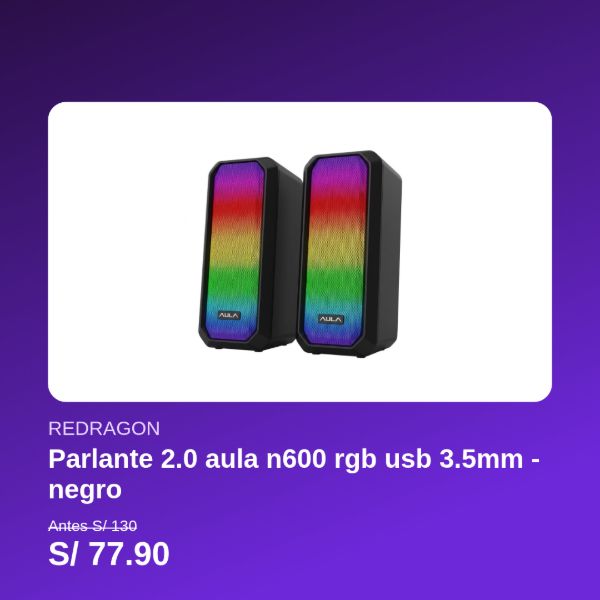 AULA
AULA
REDRAGON
Parlante 2.0 aula n600 rgb usb 3.5mm -
negro
Antes S/ 130
S/ 77.90